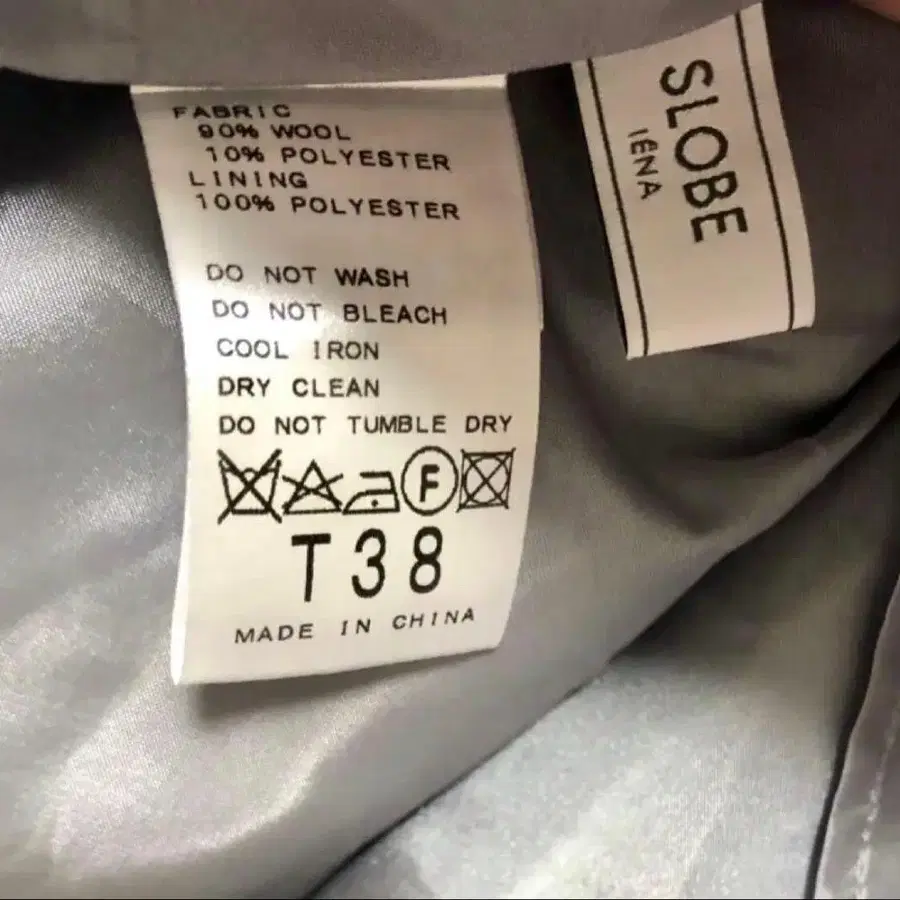 FABRIC
90% WOOL
10% POLYESTER
LINING
100% POLYESTER
DO NOT WASH
DO NOT BLEACH
COOL IRON
DRY CLEAN
DO NOT TUMBLE DRY
F
T38
MADE IN CHINA
SLOBE
IÉNA